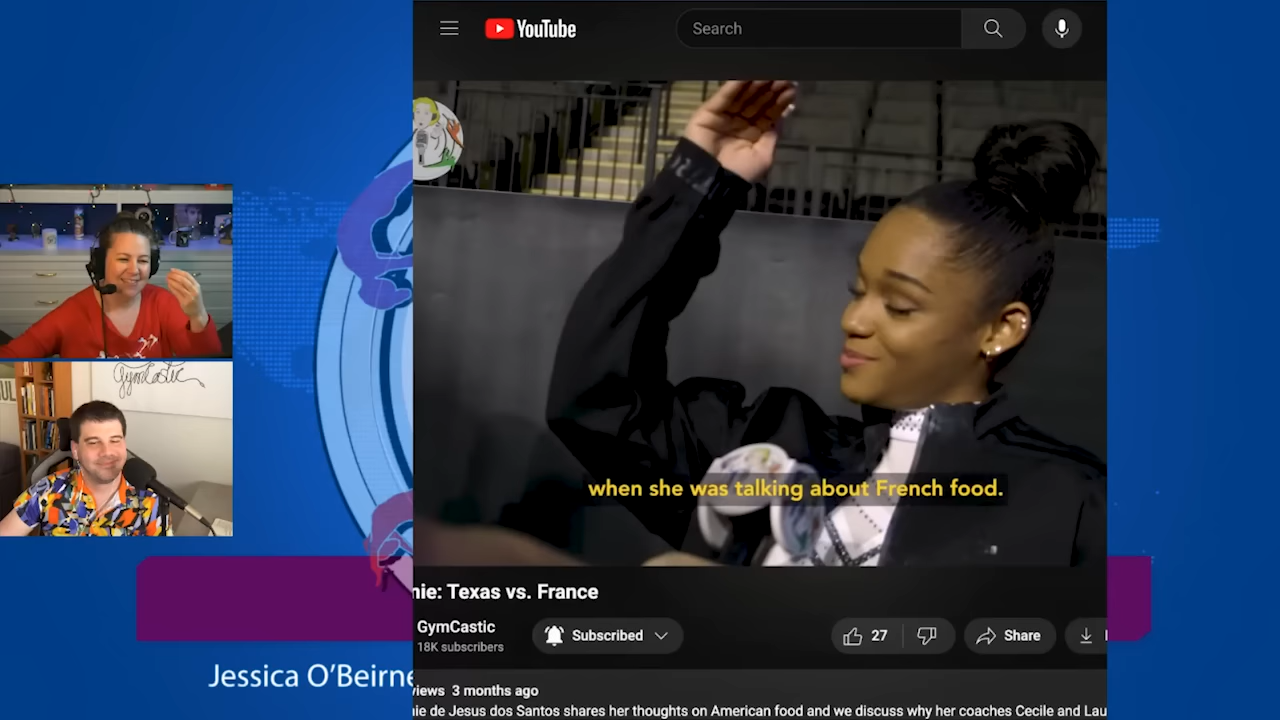 YouTube
Search
GymCastic
when she was talking about French food.
nie: Texas vs. France
GymCastic
18K subscribers
Subscribed
27
Share
Jessica O'Beirne
views 3 months ago
nie de Jesus dos Santos shares her thoughts on American food and we discuss why her coaches Cecile and Lau